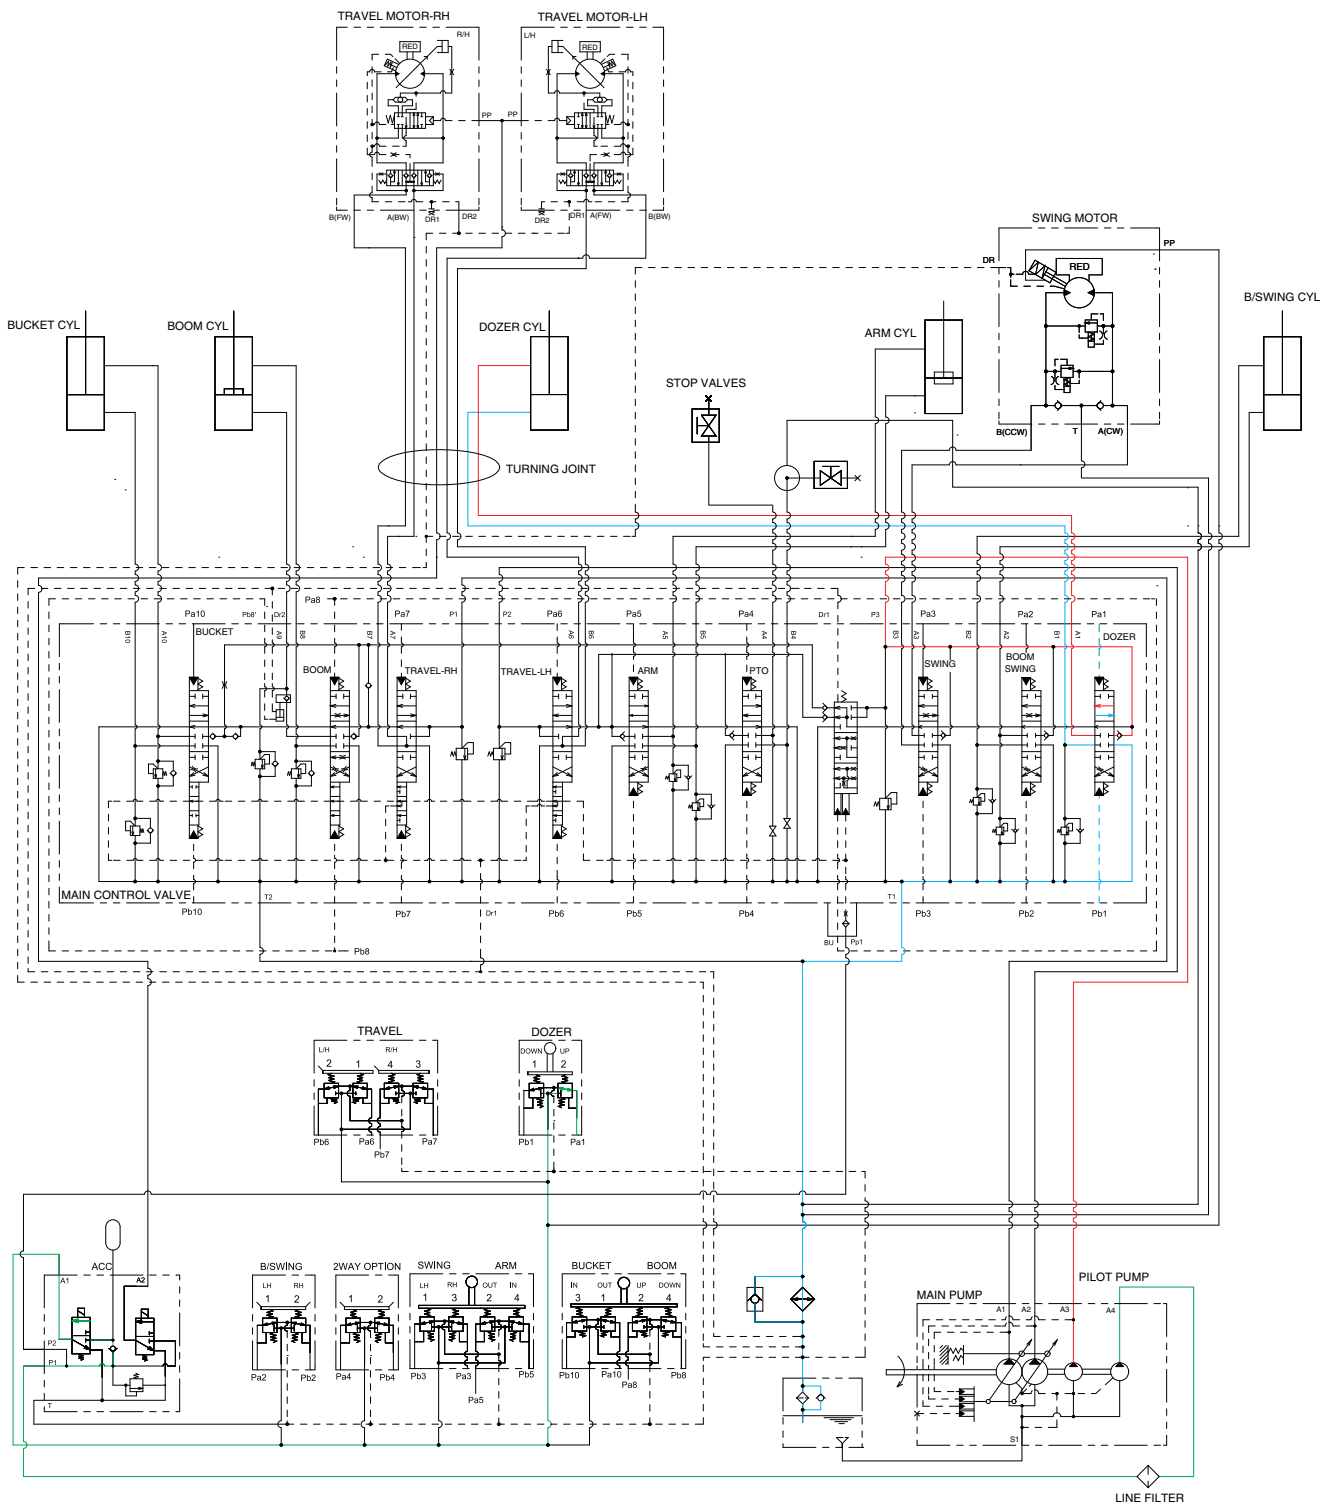 TRAVEL MOTOR-RH
TRAVEL MOTOR-LH
R/H
L/H
RED
RED
PP
PP
B(FW)
A(BW)
DR1
DR2
DR2
DR1
A(FW)
B(BW)
SWING MOTOR
PP
DR
RED
B(CCW)
T
A(CW)
BUCKET CYL
BOOM CYL
DOZER CYL
ARM CYL
B/SWING CYL
STOP VALVES
TURNING JOINT
Pa10
Pb8'
Dr2
Pa8
Pa7
P1
P2
Pa6
Pa5
Pa4
Dr1
P3
Pa3
Pa2
Pa1
B10
A10
BUCKET
A9
B8
B7
A7
A6
B6
A5
B5
A4
B4
B3
A3
B2
A2
B1
A1
DOZER
BOOM
TRAVEL-RH
TRAVEL-LH
ARM
PTO
SWING
BOOM
SWING
MAIN CONTROL VALVE
T2
T1
Pb10
Pb7
Dr1
Pb6
Pb5
Pb4
Pb3
Pb2
Pb1
BU
Pp1
Pb8
TRAVEL
L/H
R/H
2
1
4
3
Pb6
Pa6
Pb7
Pa7
DOZER
DOWN
UP
1
2
Pb1
Pa1
ACC
A1
A2
P2
P1
T
B/SWING
LH
RH
1
2
Pa2
Pb2
2WAY OPTION
1
2
Pa4
Pb4
SWING
ARM
LH
RH
OUT
IN
1
3
2
4
Pb3
Pa3
Pa5
Pb5
BUCKET
BOOM
IN
OUT
UP
DOWN
3
1
2
4
Pb10
Pa10
Pa8
Pb8
PILOT PUMP
MAIN PUMP
A1
A2
A3
A4
S1
LINE FILTER